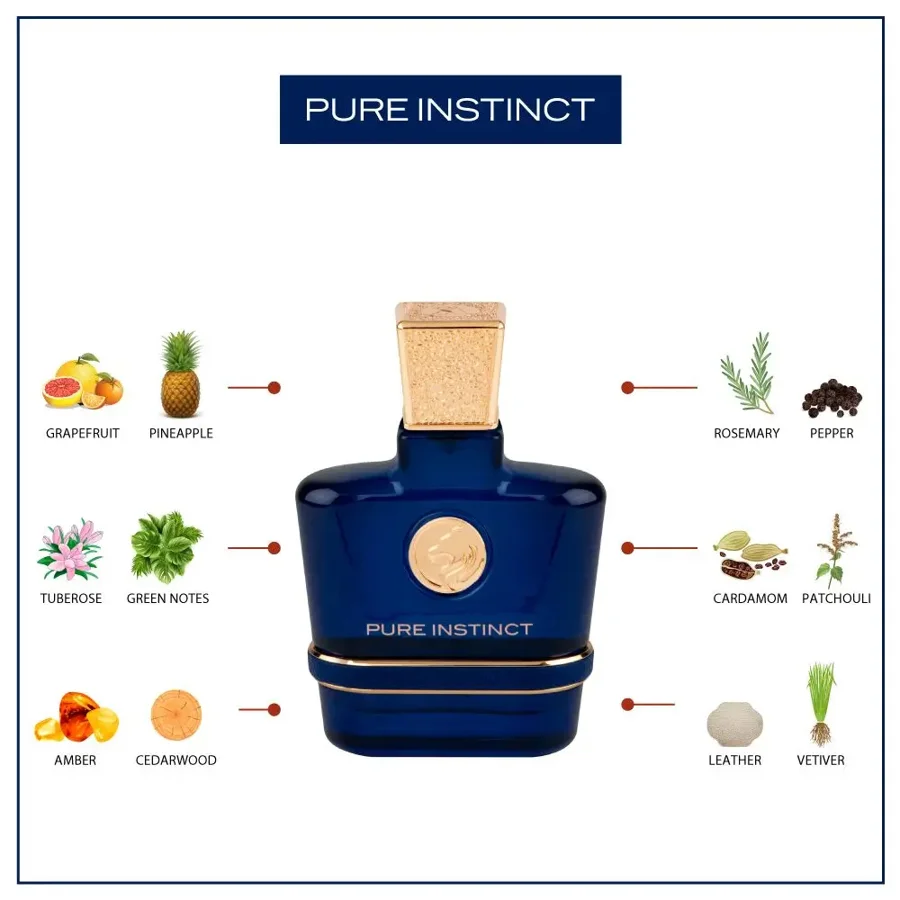 PURE INSTINCT
GRAPEFRUIT
PINEAPPLE
ROSEMARY
PEPPER
TUBEROSE
GREEN NOTES
CARDAMOM
PATCHOULI
PURE INSTINCT
AMBER
CEDARWOOD
LEATHER
VETIVER